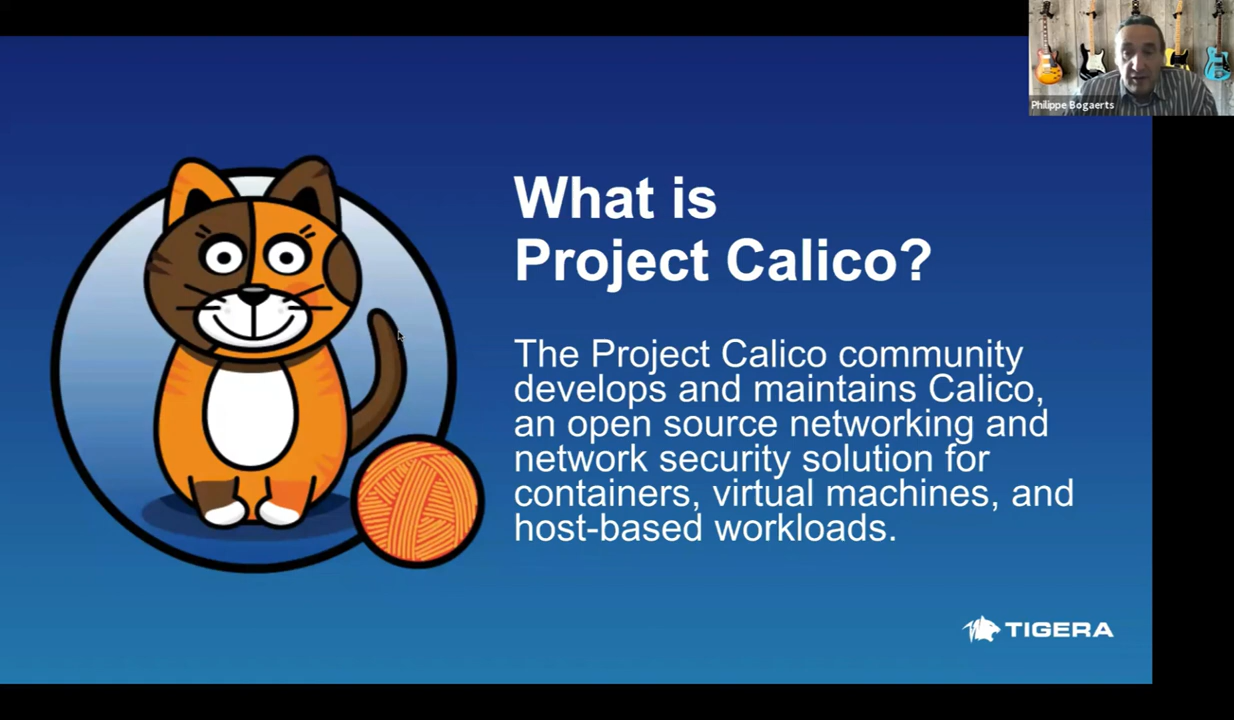 Philippe Bogaerts
What is
Project Calico?
The Project Calico community
develops and maintains Calico,
an open source networking and
network security solution for
containers, virtual machines, and
host-based workloads.
TIGERA